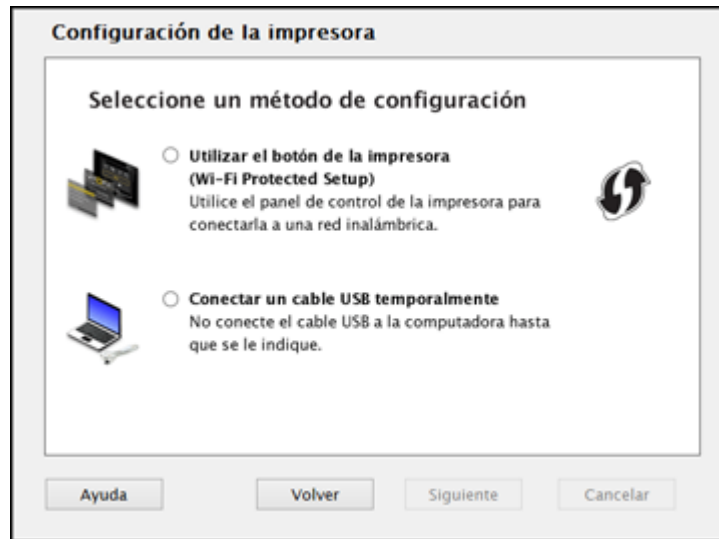 Configuración de la impresora
Seleccione un método de configuración
Utilizar el botón de la impresora
(Wi-Fi Protected Setup)
Utilice el panel de control de la impresora para
conectarla a una red inalámbrica.
Conectar un cable USB temporalmente
No conecte el cable USB a la computadora hasta
que se le indique.
Ayuda
Volver
Siguiente
Cancelar